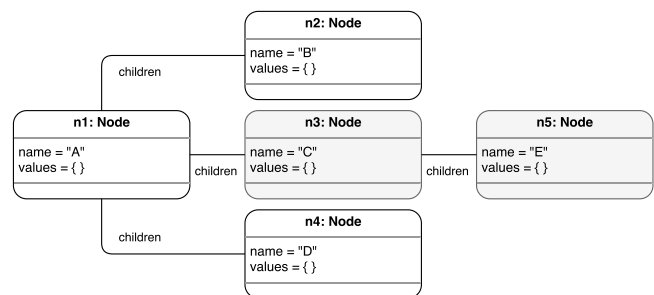 n2: Node
name = "B"
values = { }
children
n1: Node
name = "A"
values = { }
children
n3: Node
name = "C"
values = { }
children
n5: Node
name = "E"
values = { }
children
n4: Node
name = "D"
values = { }